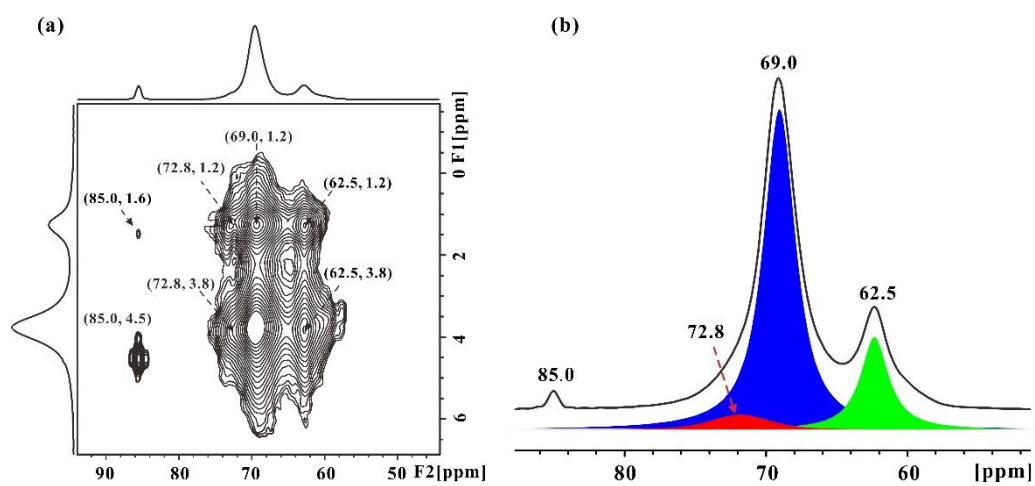 (a)
(69.0, 1.2)
(72.8, 1.2)
(85.0, 1.6)
(62.5, 1.2)
(72.8, 3.8)
(62.5, 3.8)
(85.0, 4.5)
0 F1[ppm]
2
4
6
90 80 70 60 F2[ppm] 50
(b)
69.0
72.8
62.5
85.0
80 69 60 [ppm]